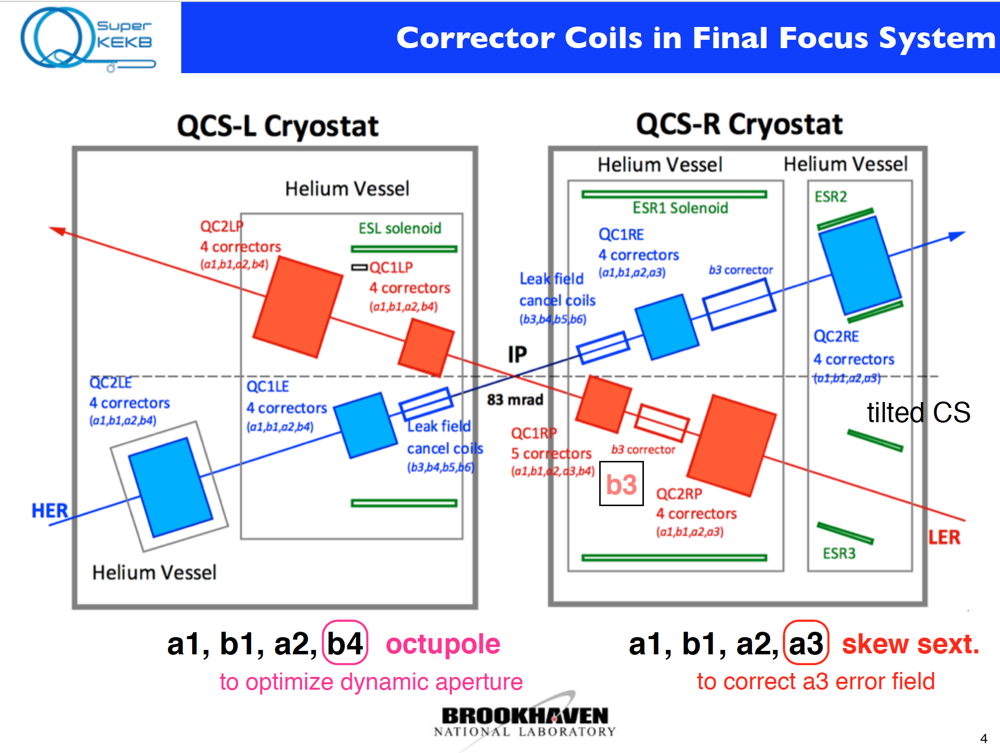 Super
KEKB
Corrector Coils in Final Focus System
QCS-L Cryostat
QCS-R Cryostat
Helium Vessel
QC2LP
4 correctors
(a1,b1,a2,b4)
ESL solenoid
QC1LP
4 correctors
(a1,b1,a2,b4)
QC2LE
4 correctors
(a1,b1,a2,b4)
QC1LE
4 correctors
(a1,b1,a2,b4)
Leak field
cancel coils
(b3,b4,b5,b6)
HER
Helium Vessel
IP
83 mrad
Helium Vessel
Helium Vessel
ESR1 Solenoid
ESR2
QC1RE
4 correctors
(a1,b1,a2,a3)
b3 corrector
Leak field
cancel coils
(b3,b4,b5,b6)
QC2RE
4 correctors
(a1,b1,a2,a3)
tilted CS
QC1RP
5 correctors
(a1,b1,a2,a3,b4)
b3 corrector
b3
QC2RP
4 correctors
(a1,b1,a2,a3)
LER
ESR3
a1, b1, a2, b4 octupole
to optimize dynamic aperture
a1, b1, a2, a3 skew sext.
to correct a3 error field
BROOKHAVEN
NATIONAL LABORATORY
4